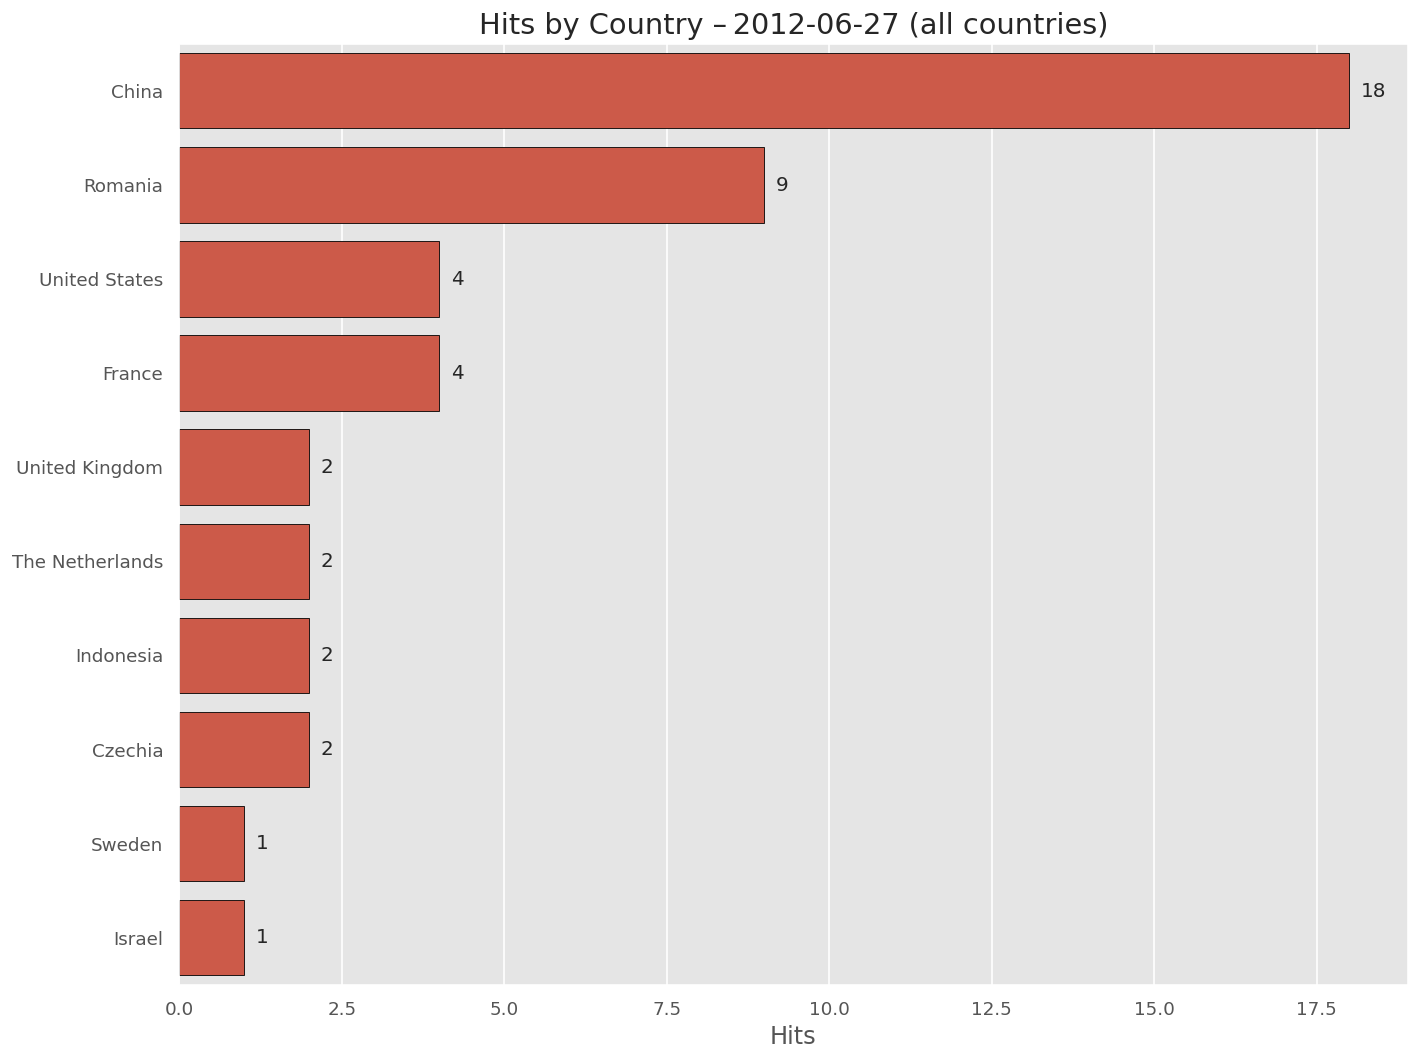 Hits by Country – 2012-06-27 (all countries)
China 18
Romania 9
United States 4
France 4
United Kingdom 2
The Netherlands 2
Indonesia 2
Czechia 2
Sweden 1
Israel 1
0.0 2.5 5.0 7.5 10.0 12.5 15.0 17.5
Hits